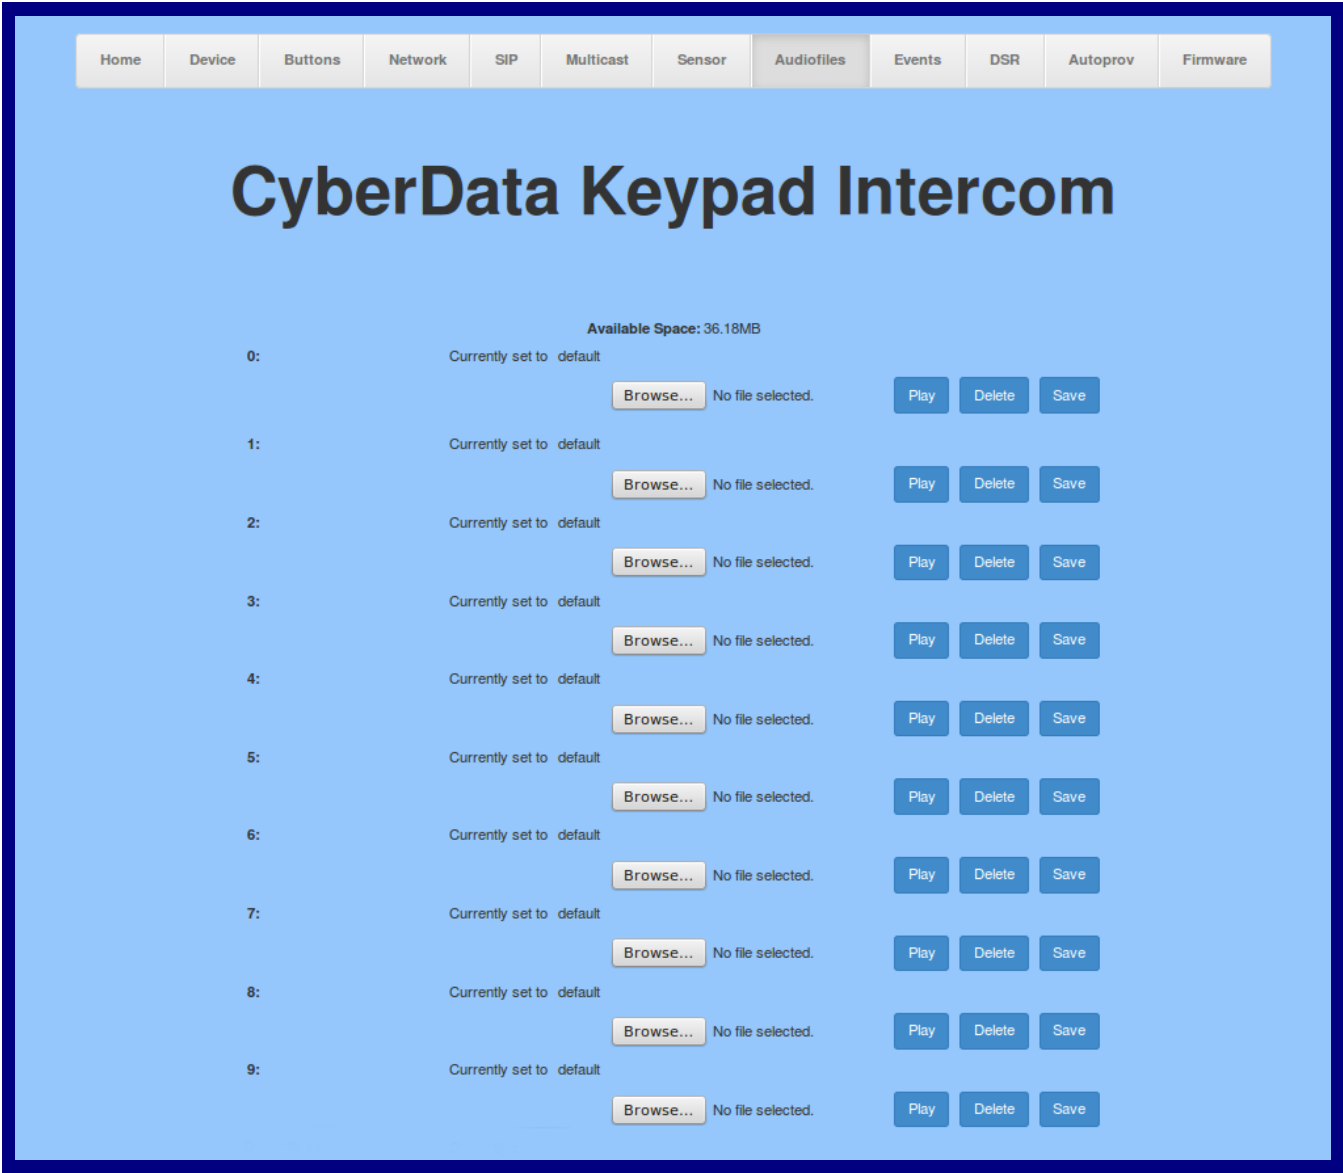 Home Device Buttons Network SIP Multicast Sensor Audiofiles Events DSR Autoprov Firmware
CyberData Keypad Intercom
Available Space: 36.18MB
0: Currently set to default
Browse... No file selected. Play Delete Save
1: Currently set to default
Browse... No file selected. Play Delete Save
2: Currently set to default
Browse... No file selected. Play Delete Save
3: Currently set to default
Browse... No file selected. Play Delete Save
4: Currently set to default
Browse... No file selected. Play Delete Save
5: Currently set to default
Browse... No file selected. Play Delete Save
6: Currently set to default
Browse... No file selected. Play Delete Save
7: Currently set to default
Browse... No file selected. Play Delete Save
8: Currently set to default
Browse... No file selected. Play Delete Save
9: Currently set to default
Browse... No file selected. Play Delete Save